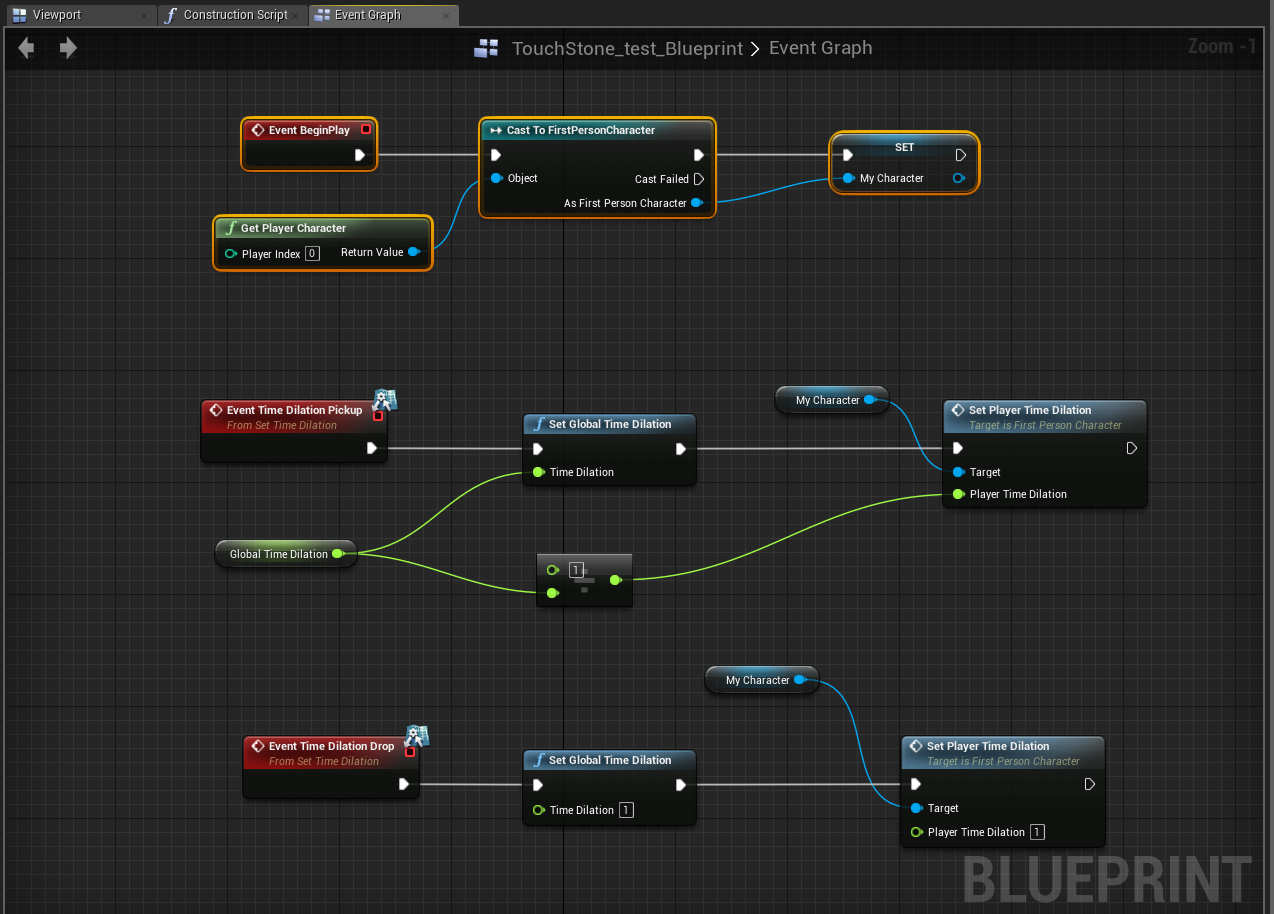 Viewport
Construction Script
Event Graph
TouchStone_test_Blueprint > Event Graph
Zoom -1
Event BeginPlay
Cast To FirstPersonCharacter
Object
Cast Failed
As First Person Character
SET
My Character
Get Player Character
Player Index 0
Return Value
Event Time Dilation Pickup
From Set Time Dilation
Set Global Time Dilation
Time Dilation
My Character
Set Player Time Dilation
Target is First Person Character
Target
Player Time Dilation
Global Time Dilation
1
My Character
Event Time Dilation Drop
From Set Time Dilation
Set Global Time Dilation
Time Dilation 1
Set Player Time Dilation
Target is First Person Character
Target
Player Time Dilation 1
BLUEPRINT